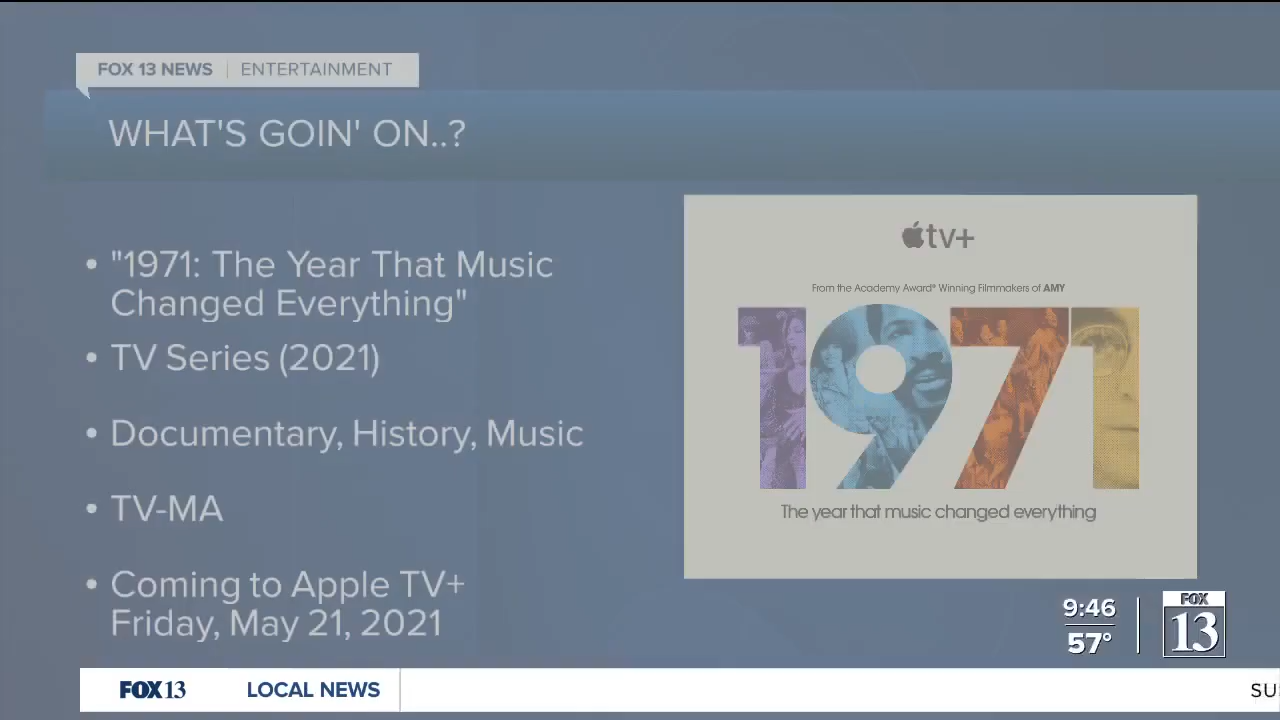 FOX 13 NEWS | ENTERTAINMENT
WHAT'S GOIN' ON..?
• "1971: The Year That Music
Changed Everything"
• TV Series (2021)
• Documentary, History, Music
• TV-MA
• Coming to Apple TV+
Friday, May 21, 2021
tv+
From the Academy Award® Winning Filmmakers of AMY
1971
The year that music changed everything
9:46
57°
FOX
13
FOX13 LOCAL NEWS
SU